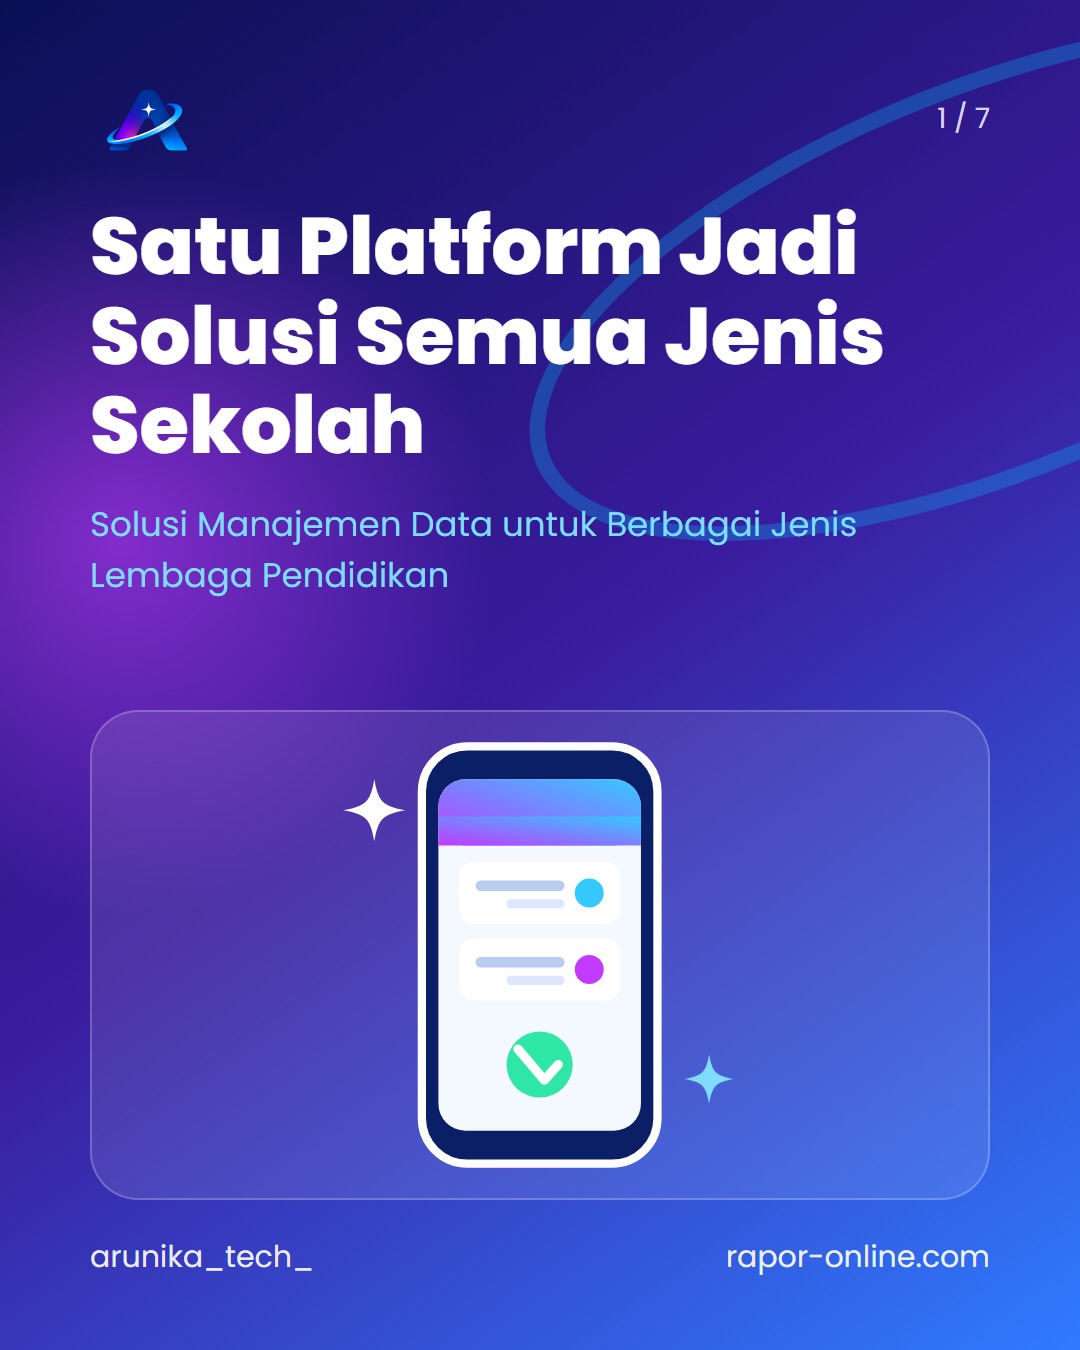 1 / 7
Satu Platform Jadi
Solusi Semua Jenis
Sekolah
Solusi Manajemen Data untuk Berbagai Jenis
Lembaga Pendidikan
arunika_tech_
rapor-online.com